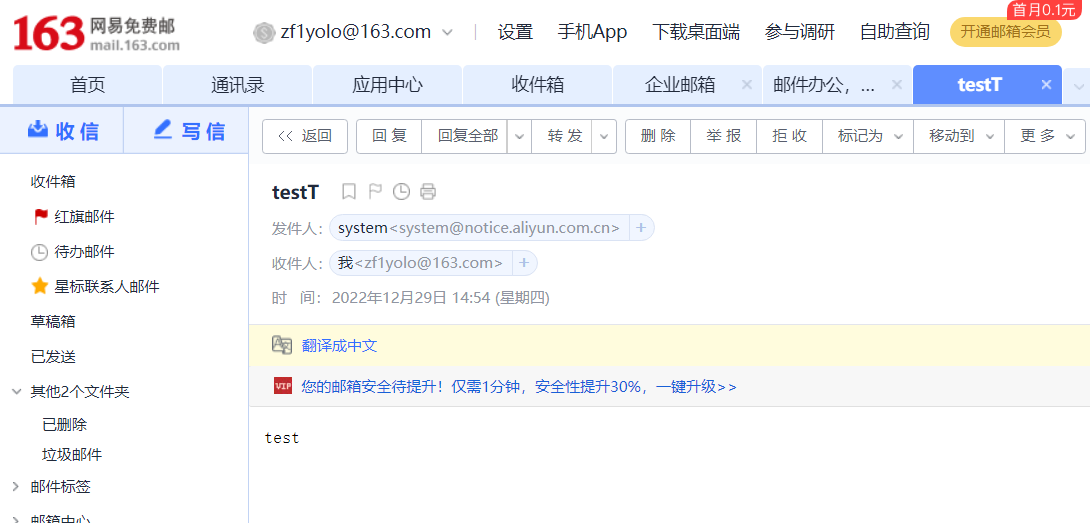 首月0.1元
163 网易免费邮 mail.163.com zf1yolo@163.com 设置 手机App 下载桌面端 参与调研 自助查询 开通邮箱会员
首页 通讯录 应用中心 收件箱 企业邮箱 邮件办公，... testT
收信 写信 << 返回 回复 回复全部 转发 删除 举报 拒收 标记为 移动到 更多
收件箱
红旗邮件
待办邮件
星标联系人邮件
草稿箱
已发送
其他2个文件夹
已删除
垃圾邮件
邮件标签
邮箱中心
testT
发件人： system<system@notice.aliyun.com.cn> +
收件人： 我<zf1yolo@163.com> +
时 间： 2022年12月29日 14:54 (星期四)
翻译成中文
VIP 您的邮箱安全待提升！仅需1分钟，安全性提升30%，一键升级>>
test